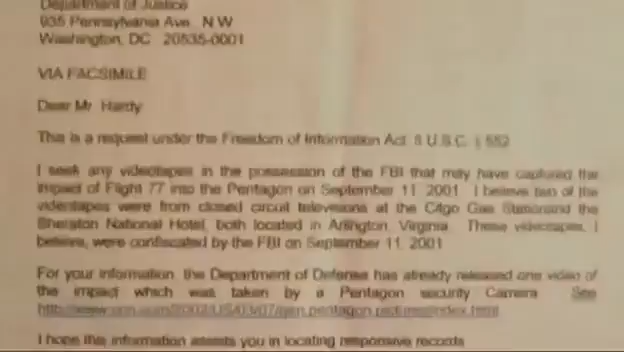 Department of Justice
935 Pennsylvania Ave. N W
Washington, DC 20535-0001
VIA FACSIMILE
Dear Mr. Hardy
This is a request under the Freedom of Information Act. 5 U.S.C. § 552
I seek any videotapes in the possession of the FBI that may have captured the
impact of Flight 77 into the Pentagon on September 11, 2001. I believe two of the
videotapes were from closed circuit televisions at the Citgo Gas Station and the
Sheraton National Hotel, both located in Arlington, Virginia. These videotapes, I
believe, were confiscated by the FBI on September 11, 2001
For your information, the Department of Defense has already released one video of
the impact which was taken by a Pentagon security Camera. See
I hope this information assists you in locating responsive records